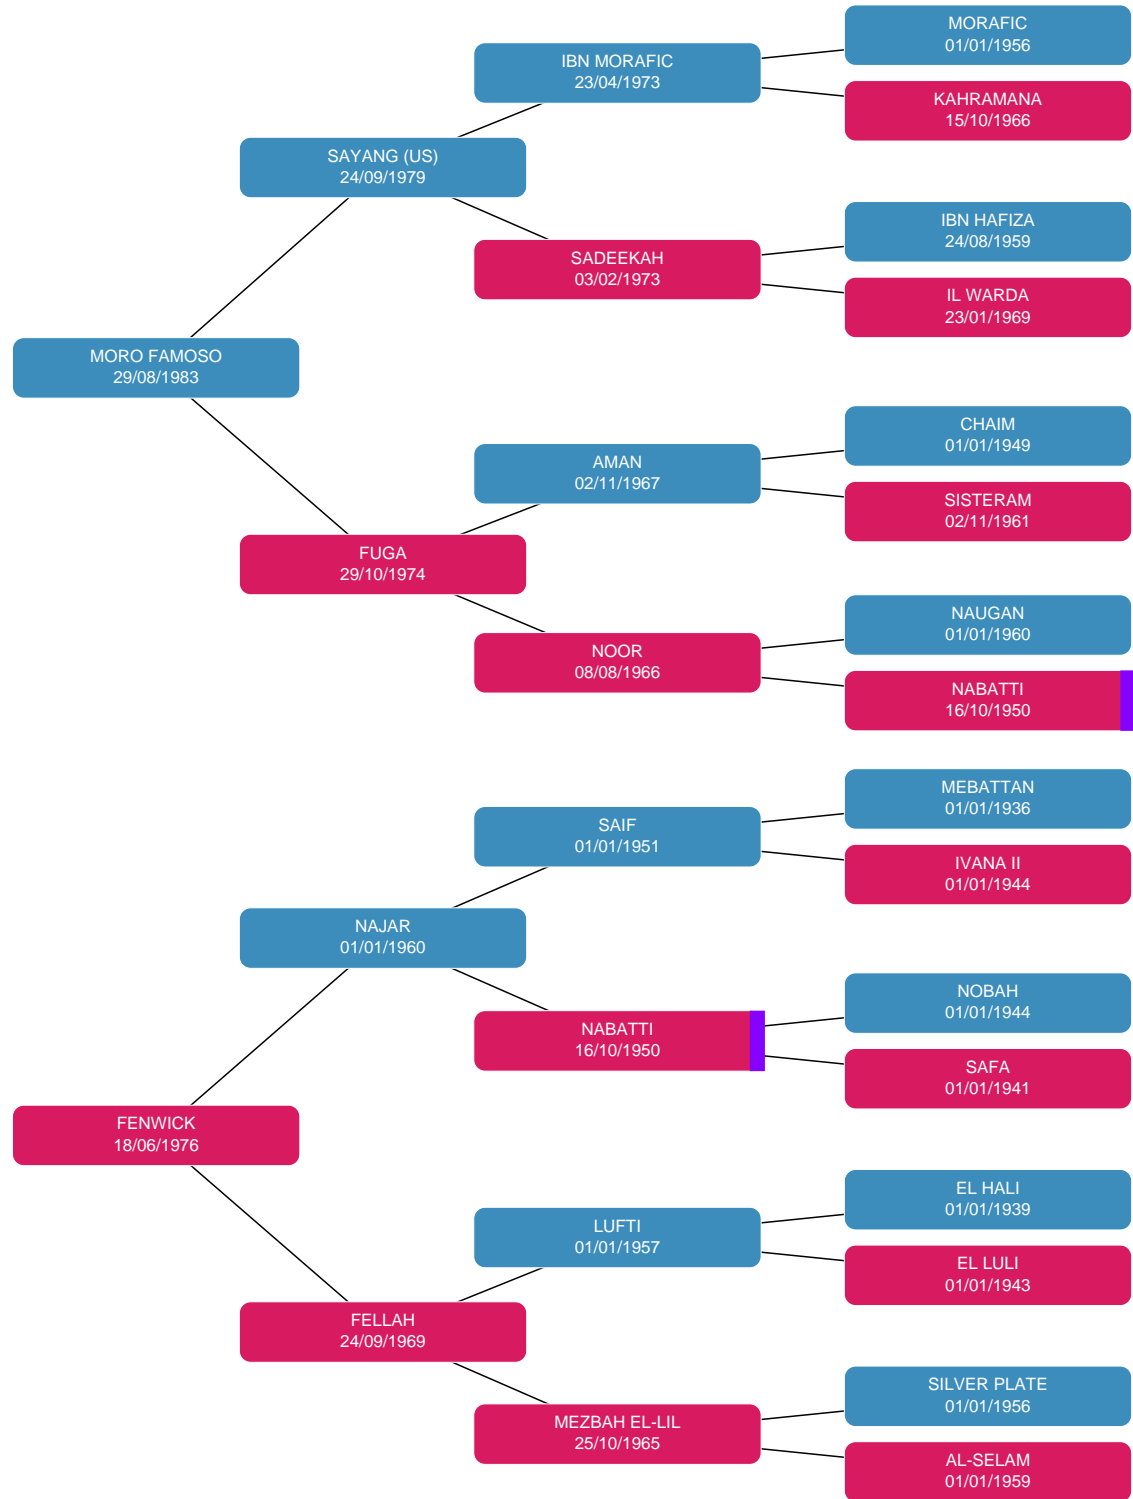 MORAFIC
01/01/1956
IBN MORAFIC
23/04/1973
KAHRAMANA
15/10/1966
SAYANG (US)
24/09/1979
IBN HAFIZA
24/08/1959
SADEEKAH
03/02/1973
IL WARDA
23/01/1969
MORO FAMOSO
29/08/1983
CHAIM
01/01/1949
AMAN
02/11/1967
SISTERAM
02/11/1961
FUGA
29/10/1974
NAUGAN
01/01/1960
NOOR
08/08/1966
NABATTI
16/10/1950
MEBATTAN
01/01/1936
SAIF
01/01/1951
IVANA II
01/01/1944
NAJAR
01/01/1960
NOBAH
01/01/1944
NABATTI
16/10/1950
SAFA
01/01/1941
FENWICK
18/06/1976
EL HALI
01/01/1939
LUFTI
01/01/1957
EL LULI
01/01/1943
FELLAH
24/09/1969
SILVER PLATE
01/01/1956
MEZBAH EL-LIL
25/10/1965
AL-SELAM
01/01/1959